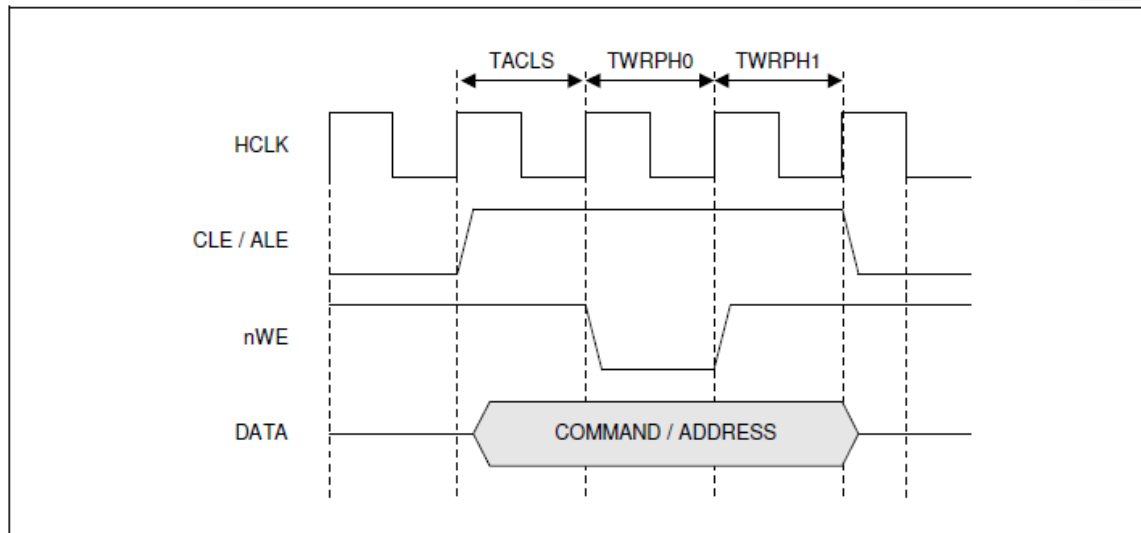 TACLS TWRPH0 TWRPH1
HCLK
CLE / ALE
nWE
DATA COMMAND / ADDRESS